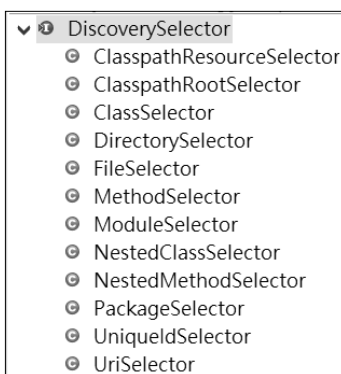 DiscoverySelector
ClasspathResourceSelector
ClasspathRootSelector
ClassSelector
DirectorySelector
FileSelector
MethodSelector
ModuleSelector
NestedClassSelector
NestedMethodSelector
PackageSelector
UniqueIdSelector
UriSelector